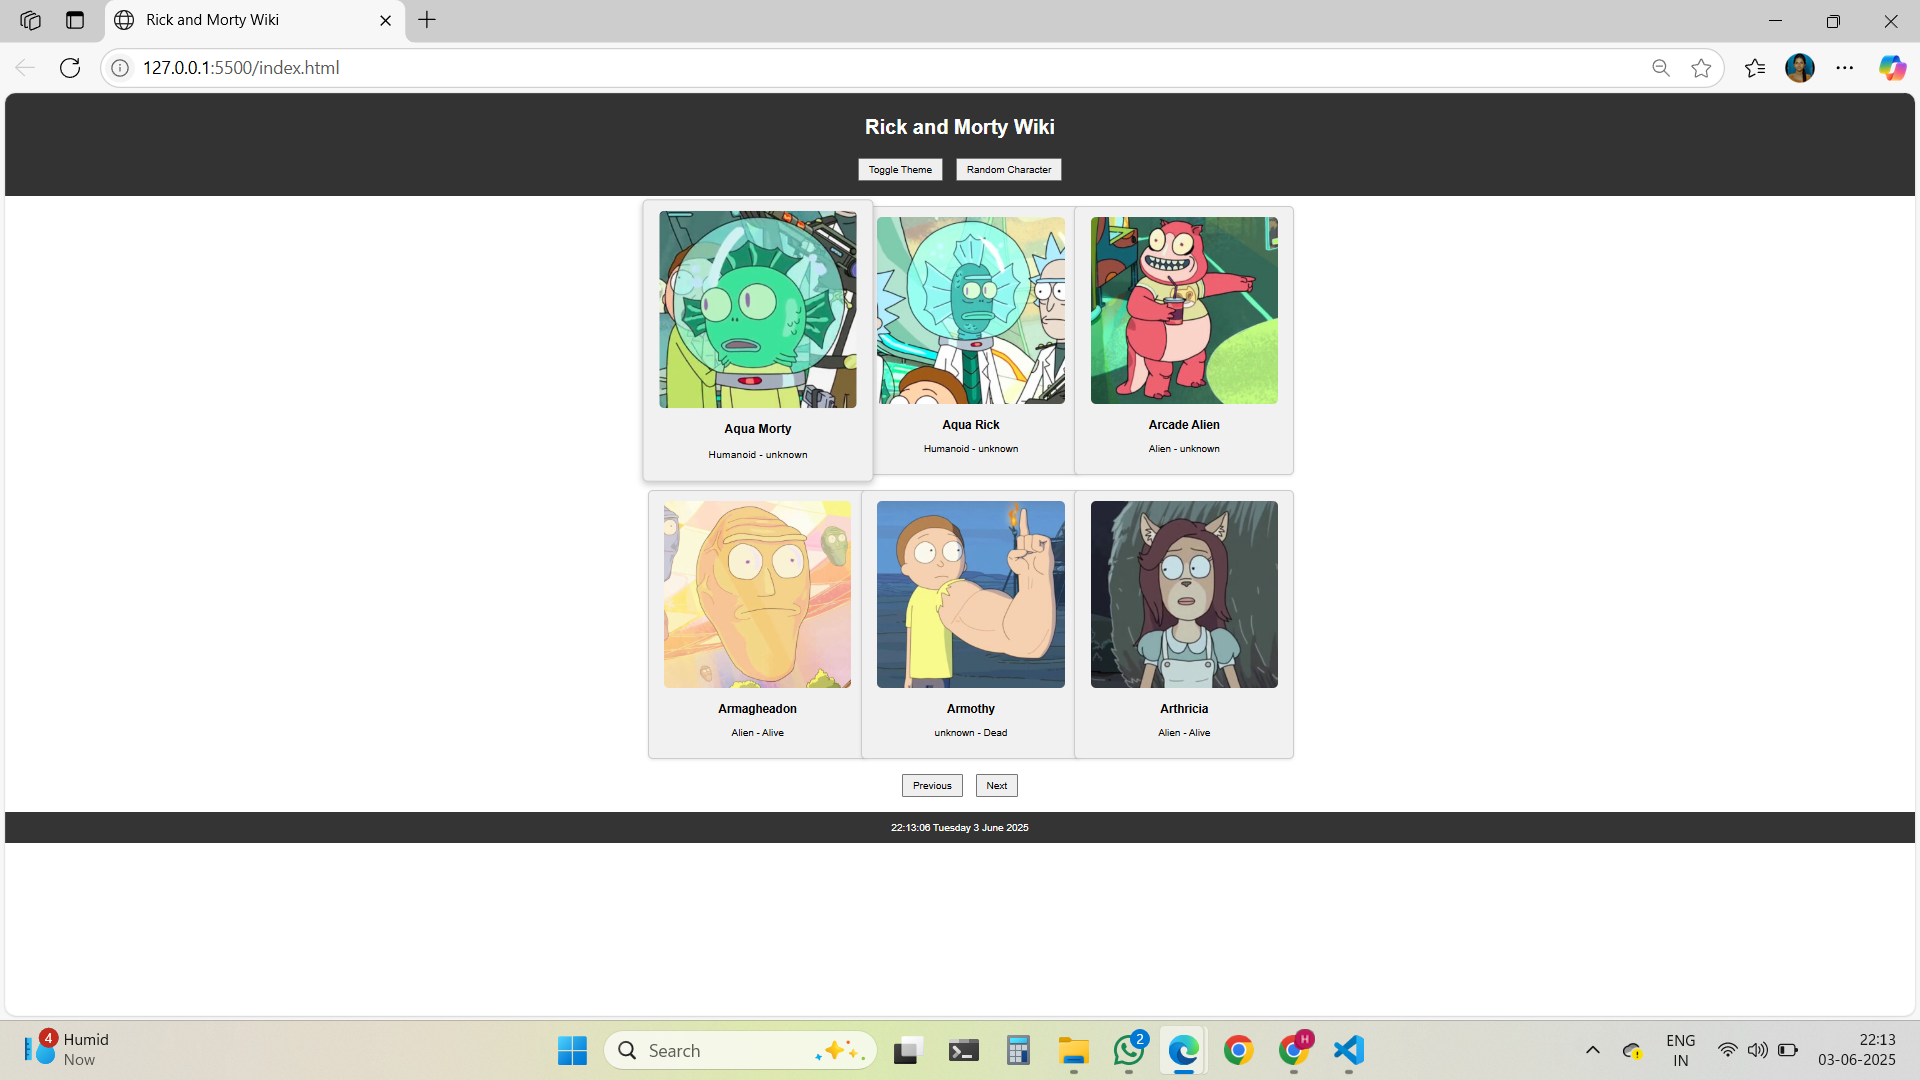 Rick and Morty Wiki
127.0.0.1:5500/index.html
Rick and Morty Wiki
Toggle Theme Random Character
Aqua Morty
Humanoid - unknown
Aqua Rick
Humanoid - unknown
Arcade Alien
Alien - unknown
Armagheadon
Alien - Alive
Armothy
unknown - Dead
Arthricia
Alien - Alive
Previous Next
22:13:06 Tuesday 3 June 2025
4
Humid
Now
Search
2
H
ENG
IN
22:13
03-06-2025